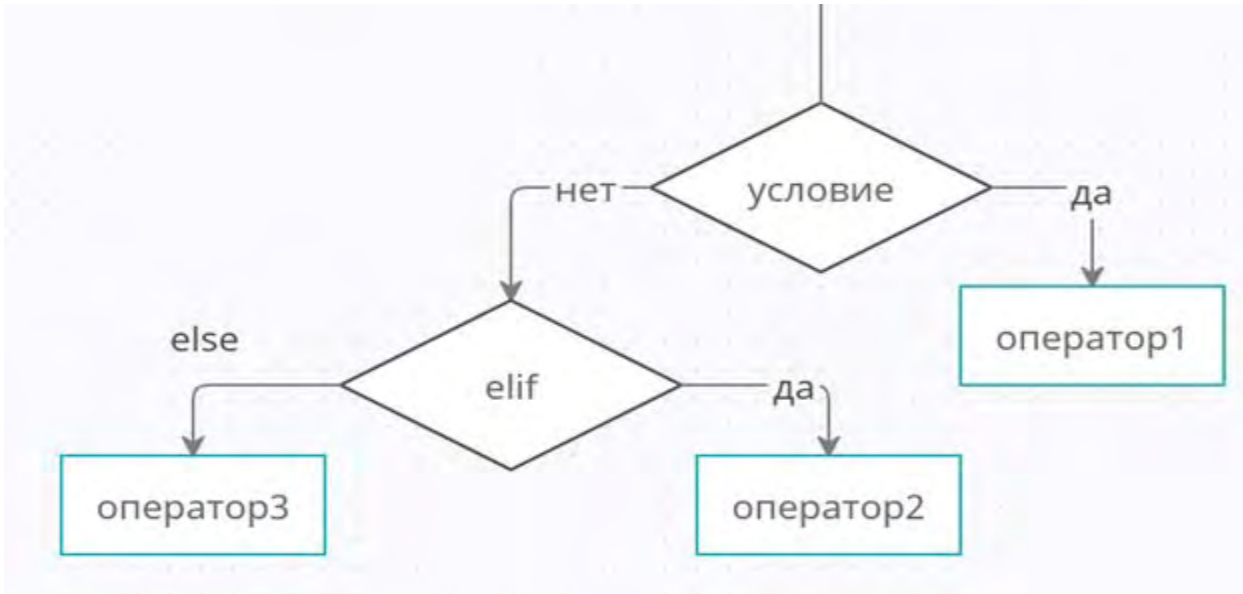 условие
нет
да
оператор1
else
elif
да
оператор3
оператор2